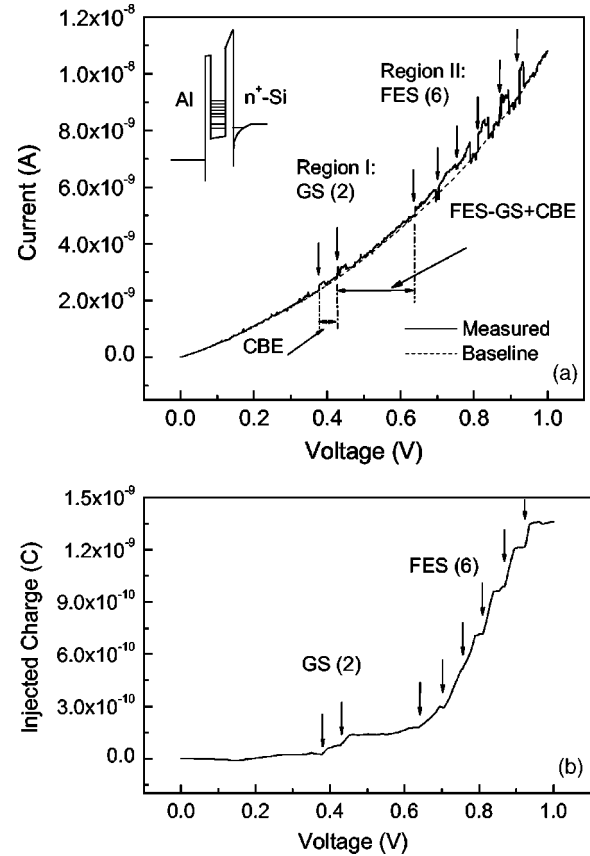 1.2x10⁻⁸
1.0x10⁻⁸
8.0x10⁻⁹
6.0x10⁻⁹
4.0x10⁻⁹
2.0x10⁻⁹
0.0
Current (A)
Al
n⁺-Si
Region I:
GS (2)
Region II:
FES (6)
FES-GS+CBE
CBE
Measured
Baseline
(a)
0.0 0.2 0.4 0.6 0.8 1.0
Voltage (V)
1.5x10⁻⁹
1.2x10⁻⁹
9.0x10⁻¹⁰
6.0x10⁻¹⁰
3.0x10⁻¹⁰
0.0
Injected Charge (C)
GS (2)
FES (6)
(b)
0.0 0.2 0.4 0.6 0.8 1.0
Voltage (V)